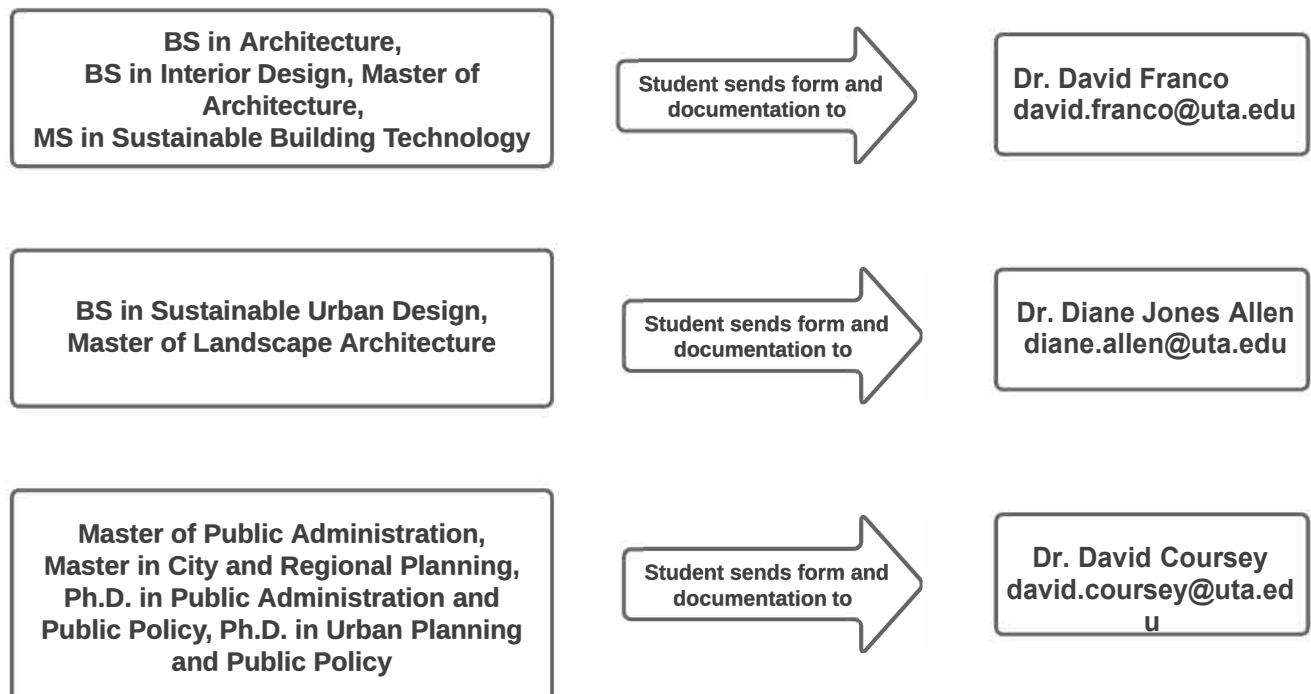 BS in Architecture,
BS in Interior Design, Master of
Architecture,
MS in Sustainable Building Technology
Student sends form and
documentation to
Dr. David Franco
david.franco@uta.edu
BS in Sustainable Urban Design,
Master of Landscape Architecture
Student sends form and
documentation to
Dr. Diane Jones Allen
diane.allen@uta.edu
Master of Public Administration,
Master in City and Regional Planning,
Ph.D. in Public Administration and
Public Policy, Ph.D. in Urban Planning
and Public Policy
Student sends form and
documentation to
Dr. David Coursey
david.coursey@uta.ed
u